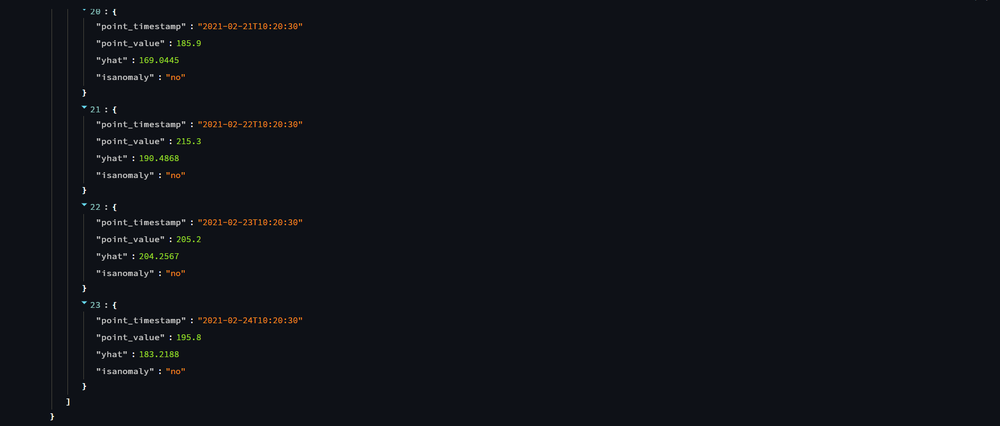 20 : {
"point_timestamp" : "2021-02-21T10:20:30"
"point_value" : 185.9
"yhat" : 169.0445
"isanomaly" : "no"
}
21 : {
"point_timestamp" : "2021-02-22T10:20:30"
"point_value" : 215.3
"yhat" : 190.4868
"isanomaly" : "no"
}
22 : {
"point_timestamp" : "2021-02-23T10:20:30"
"point_value" : 205.2
"yhat" : 204.2567
"isanomaly" : "no"
}
23 : {
"point_timestamp" : "2021-02-24T10:20:30"
"point_value" : 195.8
"yhat" : 183.2188
"isanomaly" : "no"
}
]
}